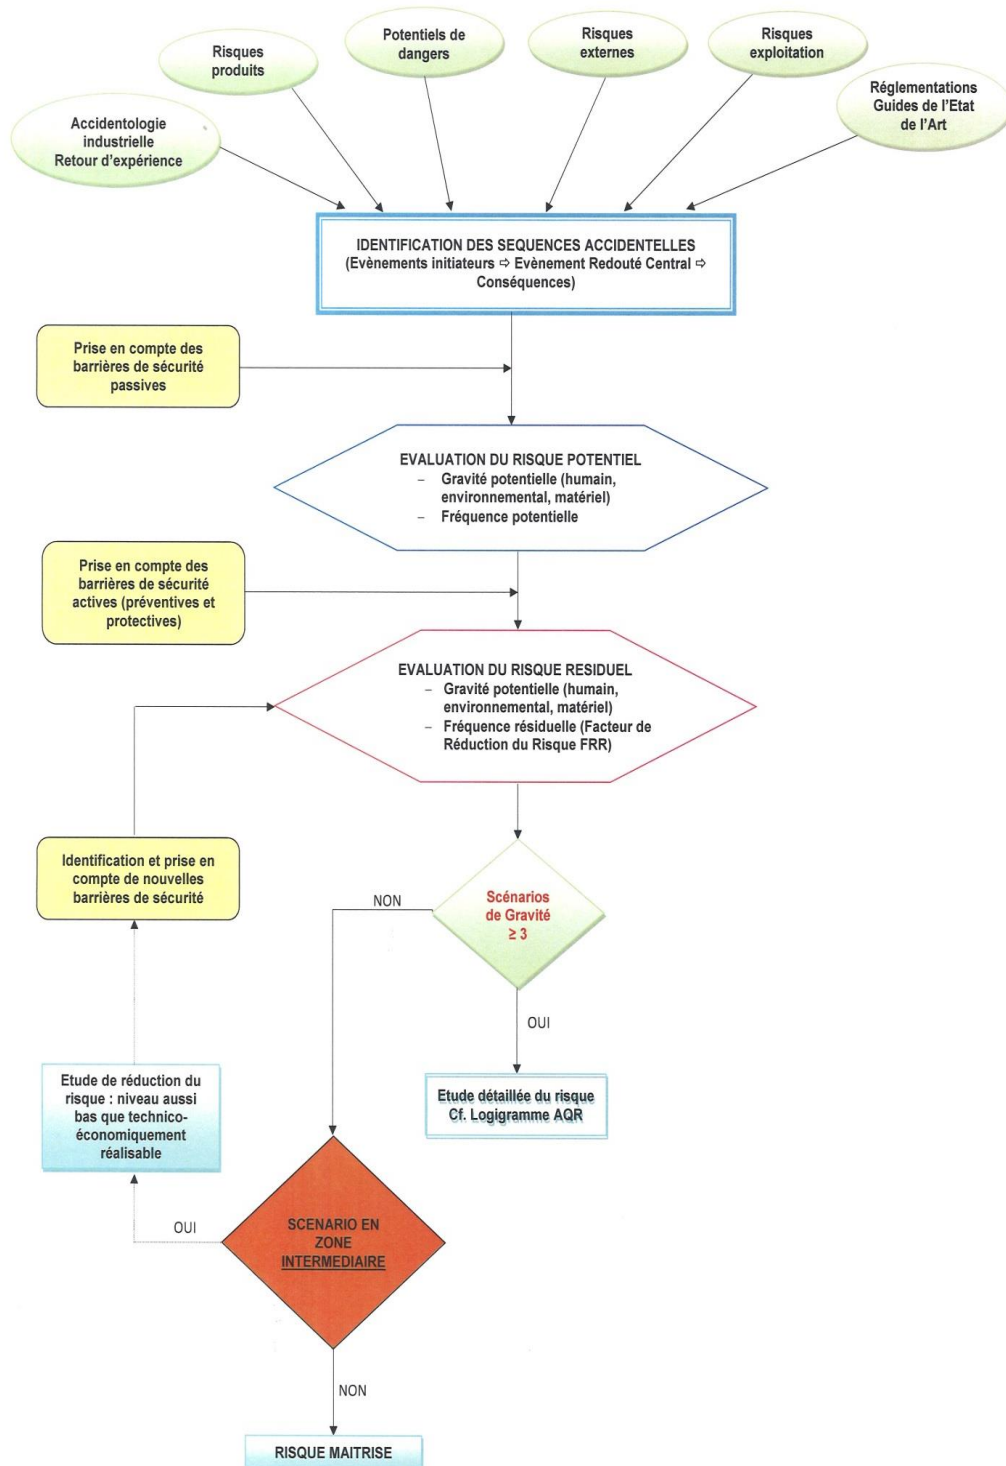 Risques
produits
Potentiels de
dangers
Risques
externes
Risques
exploitation
Accidentologie
industrielle
Retour d'expérience
Réglementations
Guides de l'Etat
de l'Art
IDENTIFICATION DES SEQUENCES ACCIDENTELLES
(Evènements initiateurs ⇨ Evènement Redouté Central ⇨
Conséquences)
Prise en compte des
barrières de sécurité
passives
EVALUATION DU RISQUE POTENTIEL
– Gravité potentielle (humain,
environnemental, matériel)
– Fréquence potentielle
Prise en compte des
barrières de sécurité
actives (préventives et
protectives)
EVALUATION DU RISQUE RESIDUEL
– Gravité potentielle (humain,
environnemental, matériel)
– Fréquence résiduelle (Facteur de
Réduction du Risque FRR)
Identification et prise en
compte de nouvelles
barrières de sécurité
NON
Scénarios
de Gravité
≥ 3
OUI
Etude de réduction du
risque : niveau aussi
bas que technico-
économiquement
réalisable
Etude détaillée du risque
Cf. Logigramme AQR
OUI
SCENARIO EN
ZONE
INTERMEDIAIRE
NON
RISQUE MAITRISE